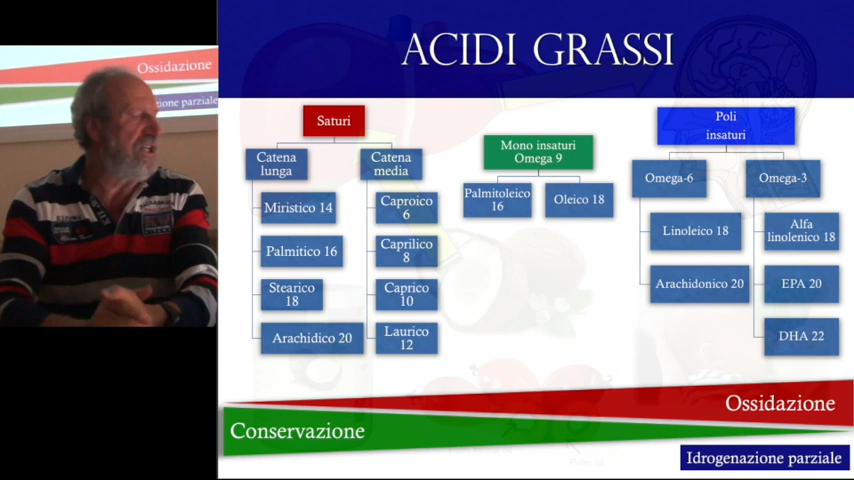 ACIDI GRASSI
Ossidazione
zione parziale
Saturi
Catena
lunga
Miristico 14
Palmitico 16
Stearico
18
Arachidico 20
Catena
media
Caproico
6
Caprilico
8
Caprico
10
Laurico
12
Mono insaturi
Omega 9
Palmitoleico
16
Oleico 18
Poli
insaturi
Omega-6
Linoleico 18
Arachidonico 20
Omega-3
Alfa
linolenico 18
EPA 20
DHA 22
Ossidazione
Conservazione
Idrogenazione parziale